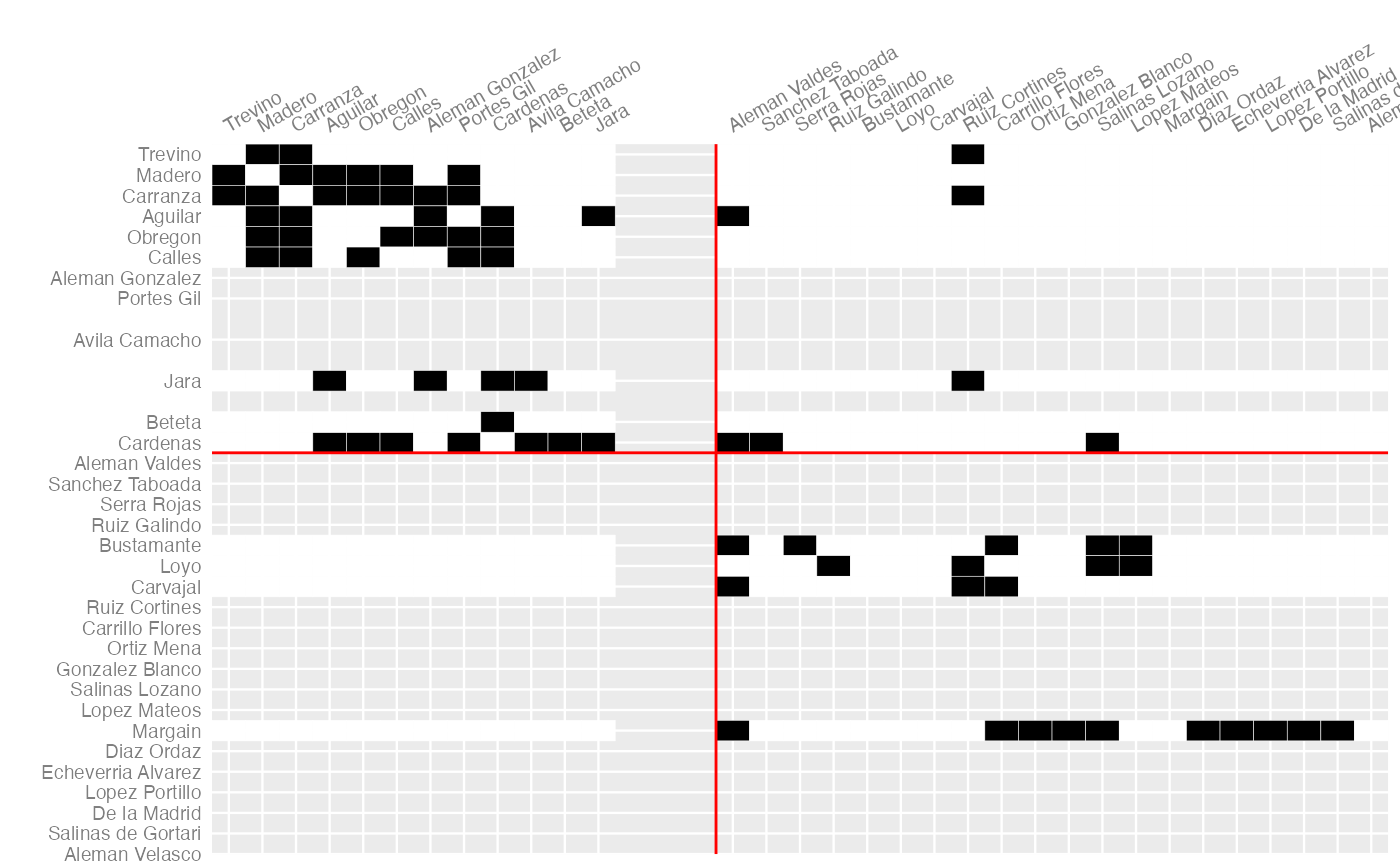 Trevino
Madero
Carranza
Aguilar
Obregon
Calles
Aleman Gonzalez
Portes Gil
Cardenas
Avila Camacho
Beteta
Jara
Aleman Valdes
Sanchez Taboada
Serra Rojas
Ruiz Galindo
Bustamante
Loyo
Carvajal
Ruiz Cortines
Carrillo Flores
Ortiz Mena
Gonzalez Blanco
Salinas Lozano
Lopez Mateos
Margain
Diaz Ordaz
Echeverria Alvarez
Lopez Portillo
De la Madrid
Salinas d
Alem
Trevino
Madero
Carranza
Aguilar
Obregon
Calles
Aleman Gonzalez
Portes Gil
Avila Camacho
Jara
Beteta
Cardenas
Aleman Valdes
Sanchez Taboada
Serra Rojas
Ruiz Galindo
Bustamante
Loyo
Carvajal
Ruiz Cortines
Carrillo Flores
Ortiz Mena
Gonzalez Blanco
Salinas Lozano
Lopez Mateos
Margain
Diaz Ordaz
Echeverria Alvarez
Lopez Portillo
De la Madrid
Salinas de Gortari
Aleman Velasco